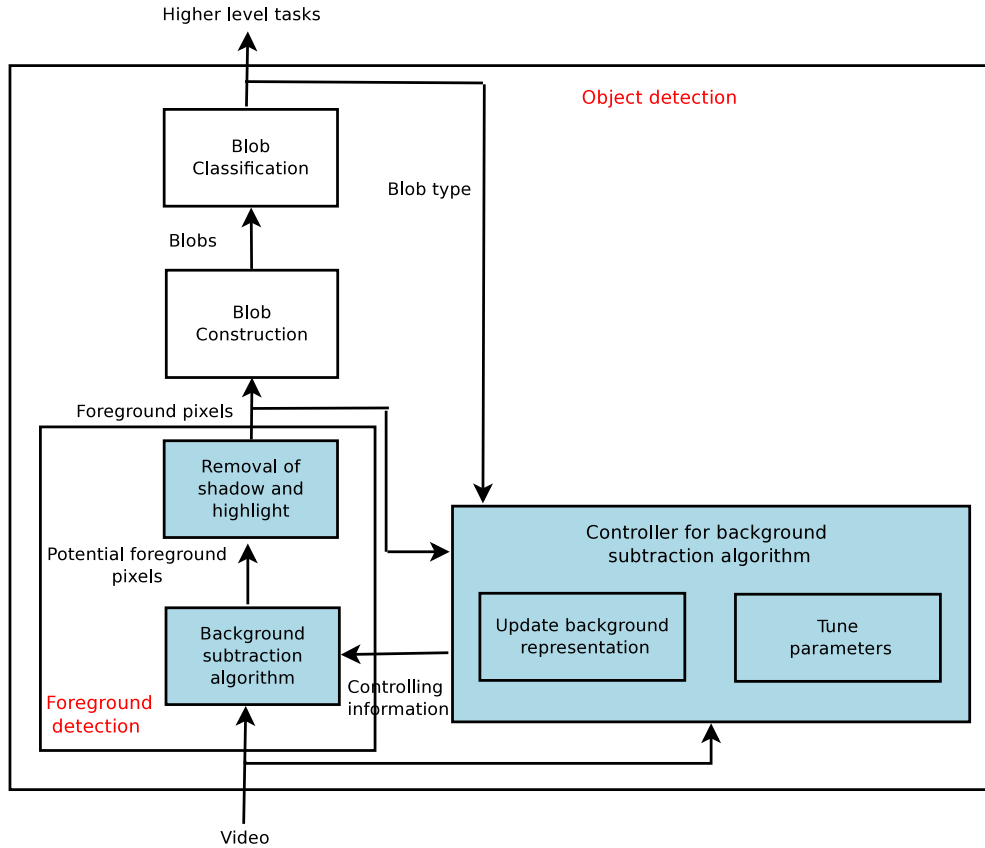 Higher level tasks
Object detection
Blob
Classification
Blob type
Blobs
Blob
Construction
Foreground pixels
Removal of
shadow and
highlight
Controller for background
subtraction algorithm
Potential foreground
pixels
Update background
representation
Tune
parameters
Background
subtraction
algorithm
Controlling
information
Foreground
detection
Video